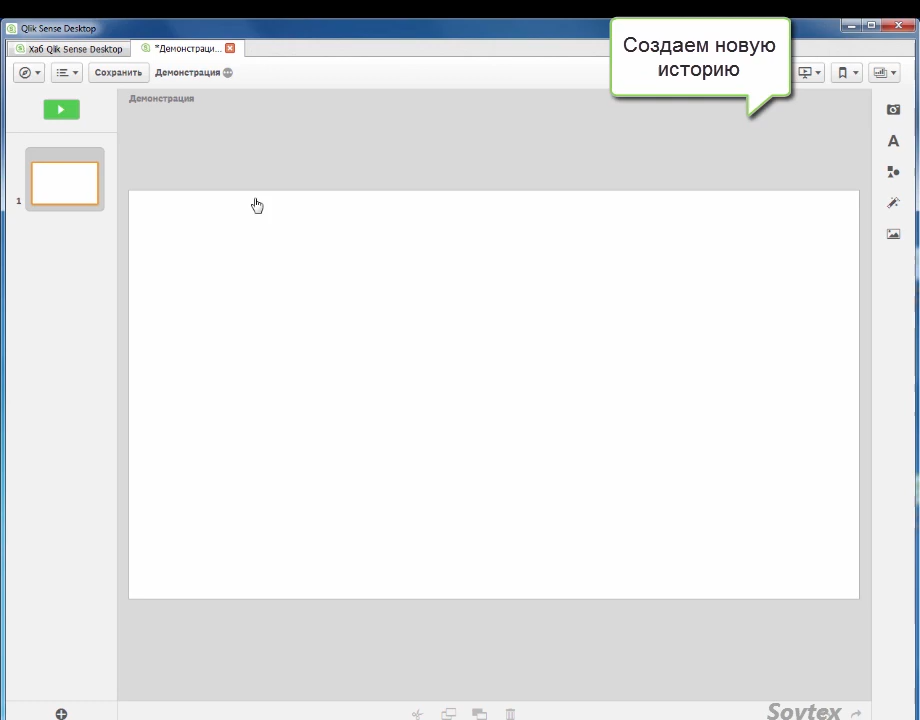 Qlik Sense Desktop
Хаб Qlik Sense Desktop
*Демонстраци...
Создаем новую
историю
Сохранить
Демонстрация
Демонстрация
1
Sovtex